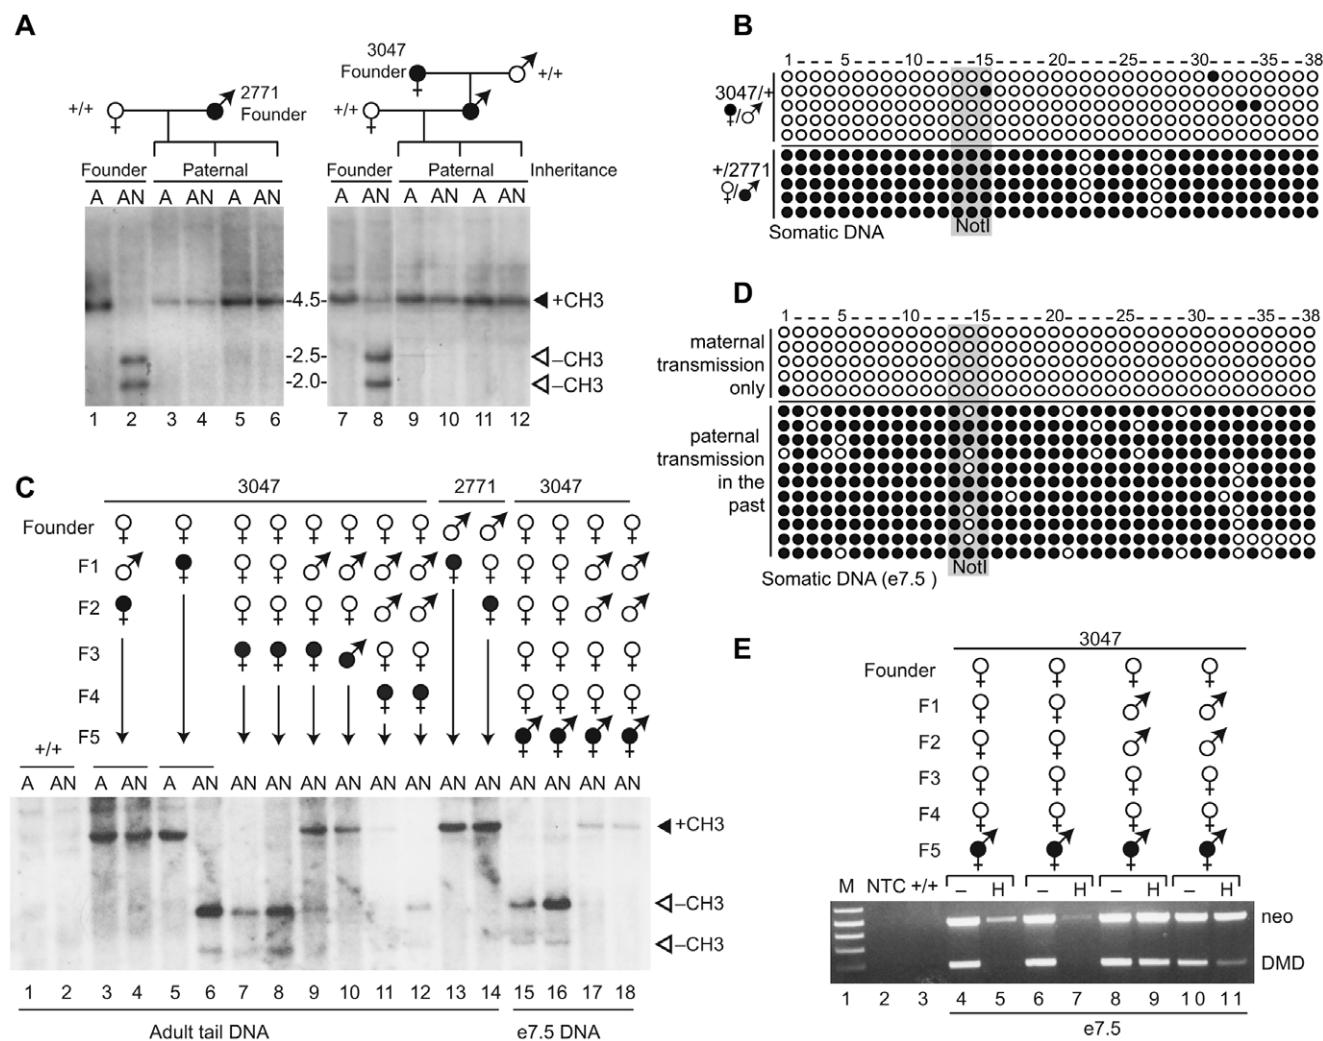 A
3047
Founder
+/+
+/+
2771
Founder
+/+
Founder Paternal Founder Paternal Inheritance
A AN A AN A AN A AN A AN A AN
-4.5- +CH3
-2.5- –CH3
-2.0- –CH3
1 2 3 4 5 6 7 8 9 10 11 12
B
1 5 10 15 20 25 30 35 38
3047/+
♀/♂
+/2771
♀/♂
NotI
Somatic DNA
C
3047 2771 3047
Founder
F1
F2
F3
F4
F5
+/+
A AN A AN A AN AN AN AN AN AN AN AN AN AN AN AN AN
+CH3
–CH3
–CH3
1 2 3 4 5 6 7 8 9 10 11 12 13 14 15 16 17 18
Adult tail DNA e7.5 DNA
D
1 5 10 15 20 25 30 35 38
maternal
transmission
only
paternal
transmission
in the
past
NotI
Somatic DNA (e7.5 )
E
3047
Founder
F1
F2
F3
F4
F5
M NTC +/+ – H – H – H – H
neo
DMD
1 2 3 4 5 6 7 8 9 10 11
e7.5